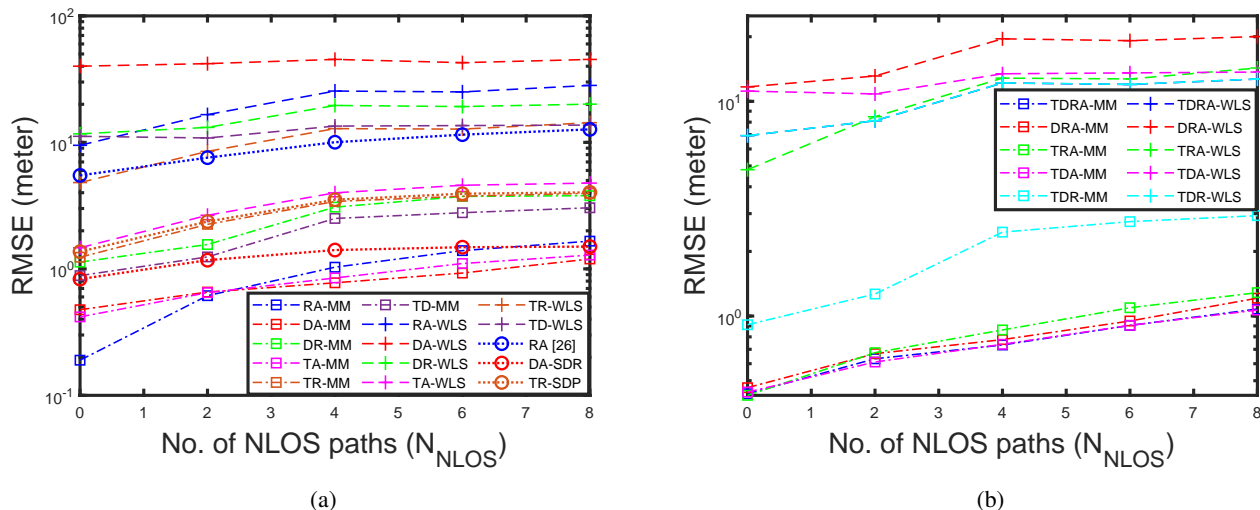 10^2
10^1
10^0
10^-1
RMSE (meter)
0 1 2 3 4 5 6 7 8
No. of NLOS paths (N_NLOS)
RA-MM TD-MM TR-WLS
DA-MM RA-WLS TD-WLS
DR-MM DA-WLS RA [26]
TA-MM DR-WLS DA-SDR
TR-MM TA-WLS TR-SDP
(a)
10^1
10^0
RMSE (meter)
0 1 2 3 4 5 6 7 8
No. of NLOS paths (N_NLOS)
TDRA-MM TDRA-WLS
DRA-MM DRA-WLS
TRA-MM TRA-WLS
TDA-MM TDA-WLS
TDR-MM TDR-WLS
(b)